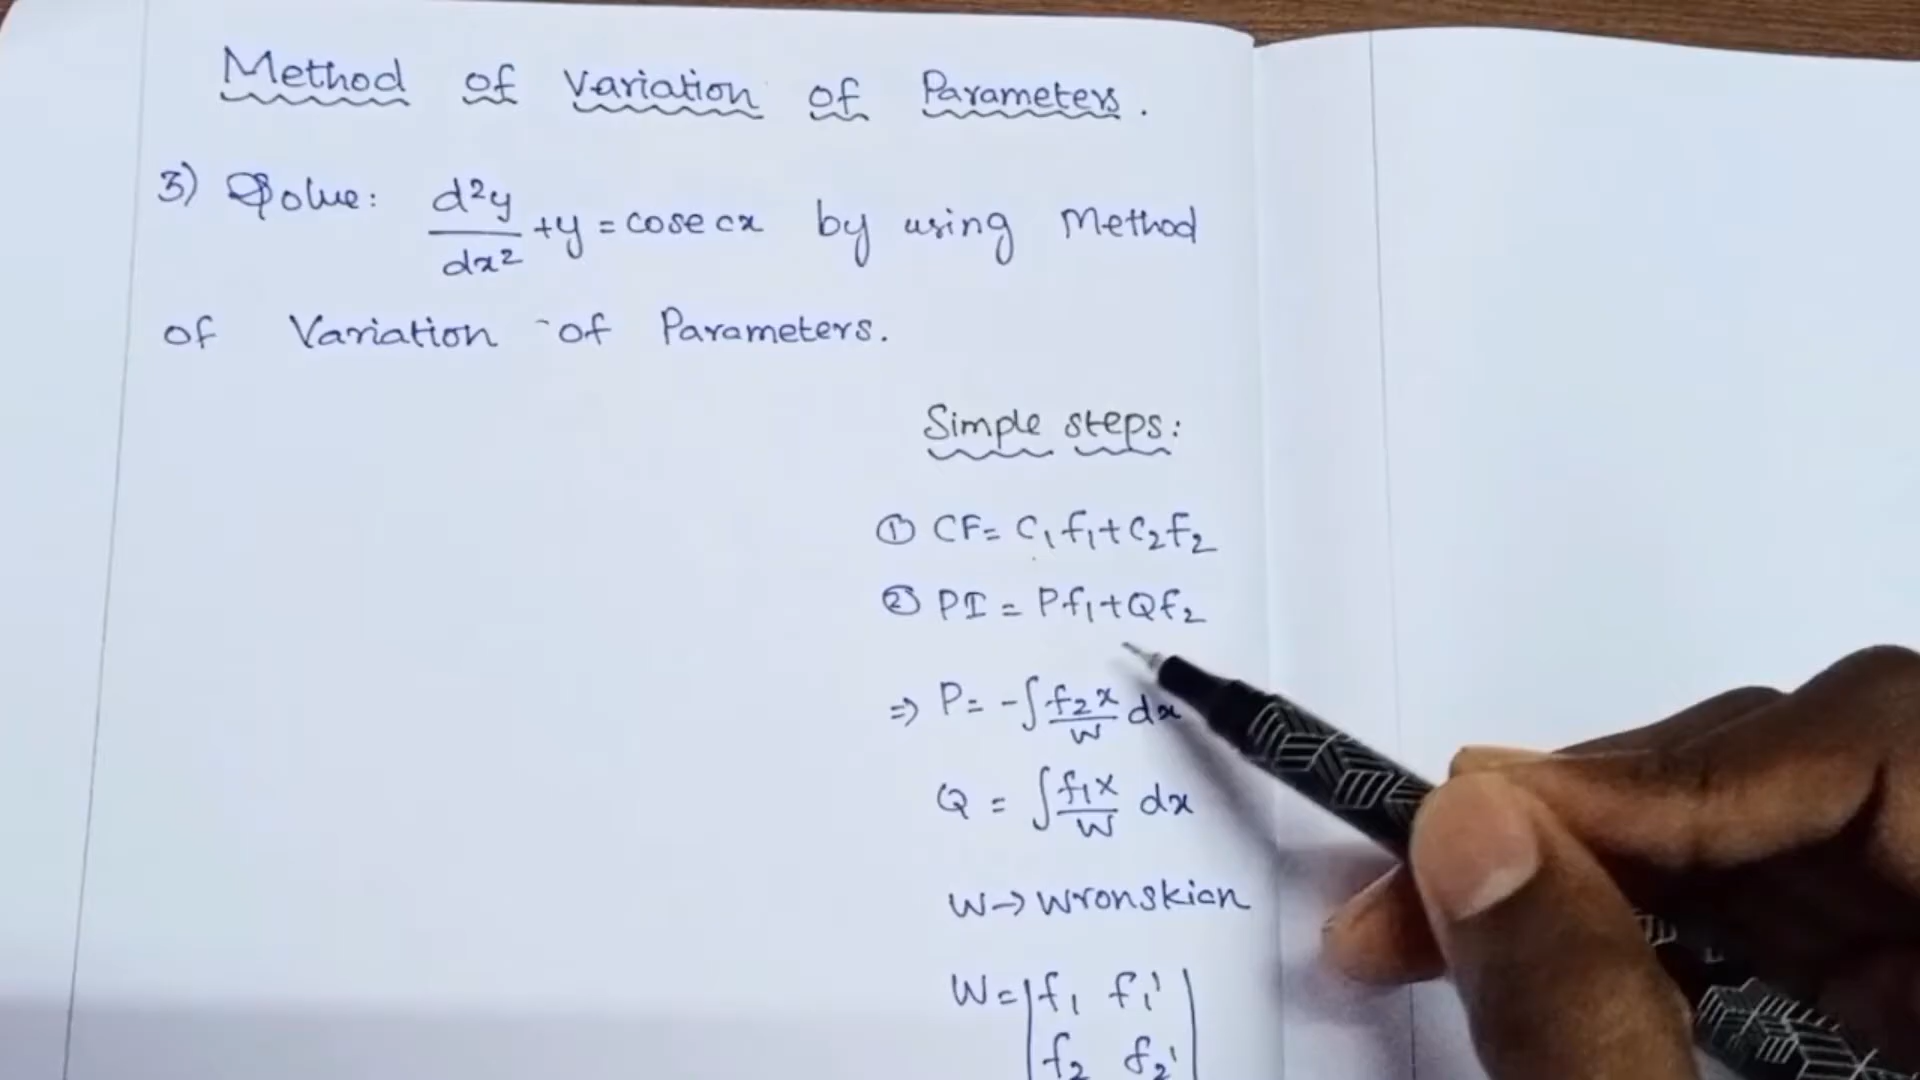 Method of Variation of Parameters.
3) Solve: d²y/dx² + y = cosecx by using Method
of Variation of Parameters.
Simple steps:
① CF = C₁f₁ + C₂f₂
② PI = Pf₁ + Qf₂
⇒ P = -∫ f₂x/W dx
Q = ∫ f₁x/W dx
W → Wronskian
W = |f₁ f₁'|
|f₂ f₂'|